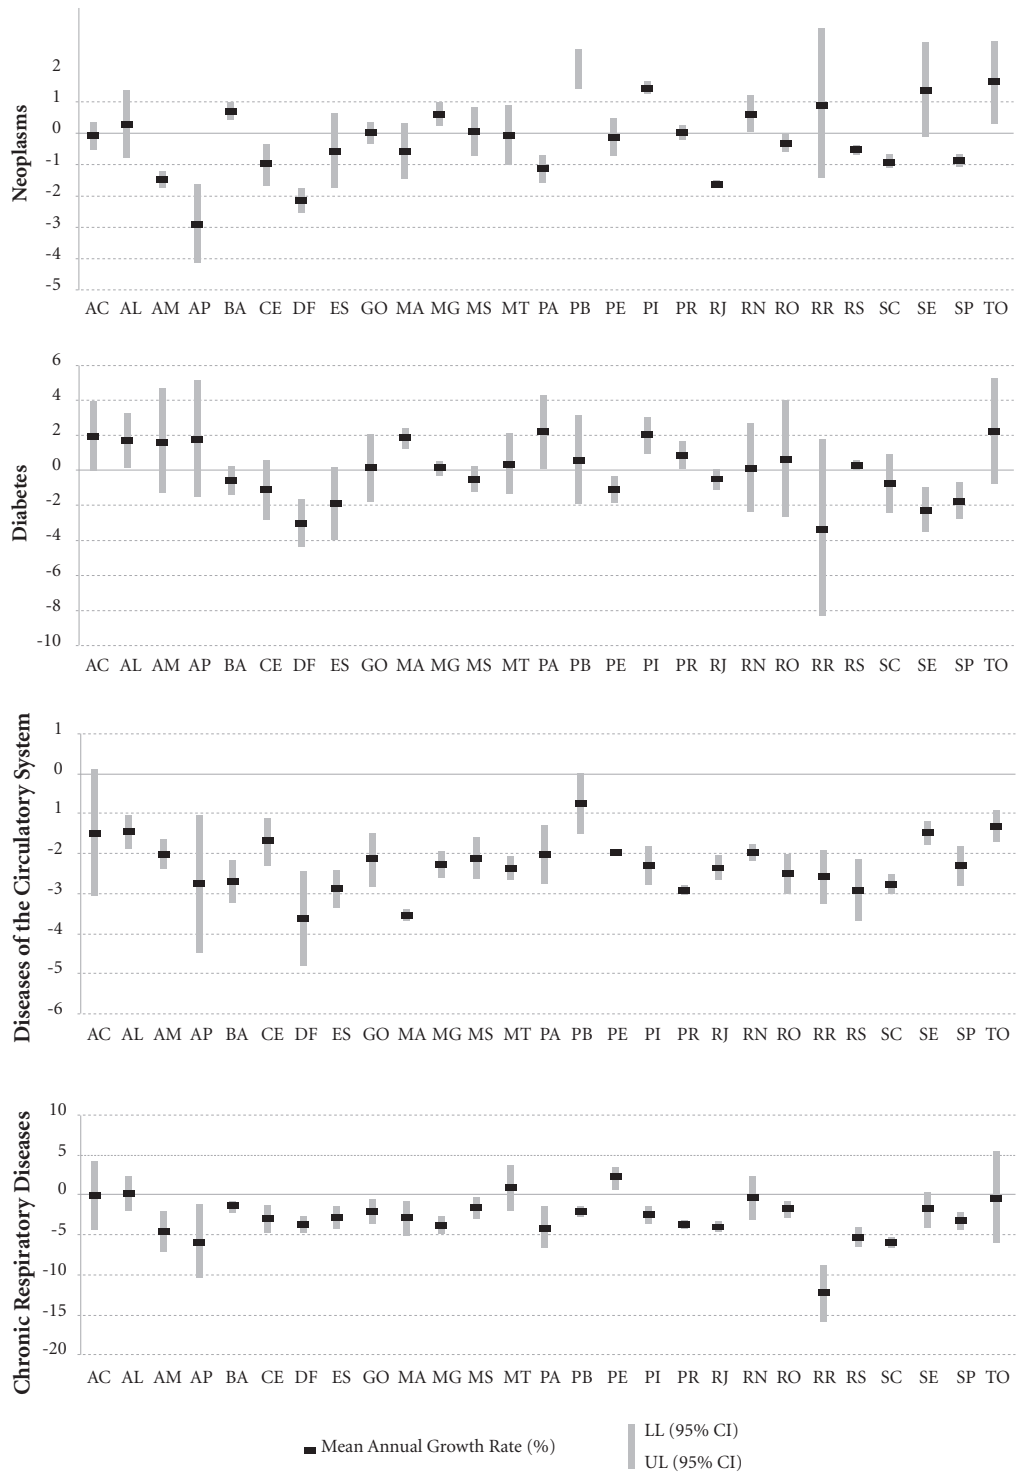 Neoplasms
2
1
0
-1
-2
-3
-4
-5
AC AL AM AP BA CE DF ES GO MA MG MS MT PA PB PE PI PR RJ RN RO RR RS SC SE SP TO
Diabetes
6
4
2
0
-2
-4
-6
-8
-10
AC AL AM AP BA CE DF ES GO MA MG MS MT PA PB PE PI PR RJ RN RO RR RS SC SE SP TO
Diseases of the Circulatory System
1
0
1
-2
-3
-4
-5
-6
AC AL AM AP BA CE DF ES GO MA MG MS MT PA PB PE PI PR RJ RN RO RR RS SC SE SP TO
Chronic Respiratory Diseases
10
5
0
-5
-10
-15
-20
AC AL AM AP BA CE DF ES GO MA MG MS MT PA PB PE PI PR RJ RN RO RR RS SC SE SP TO
Mean Annual Growth Rate (%)
LL (95% CI)
UL (95% CI)